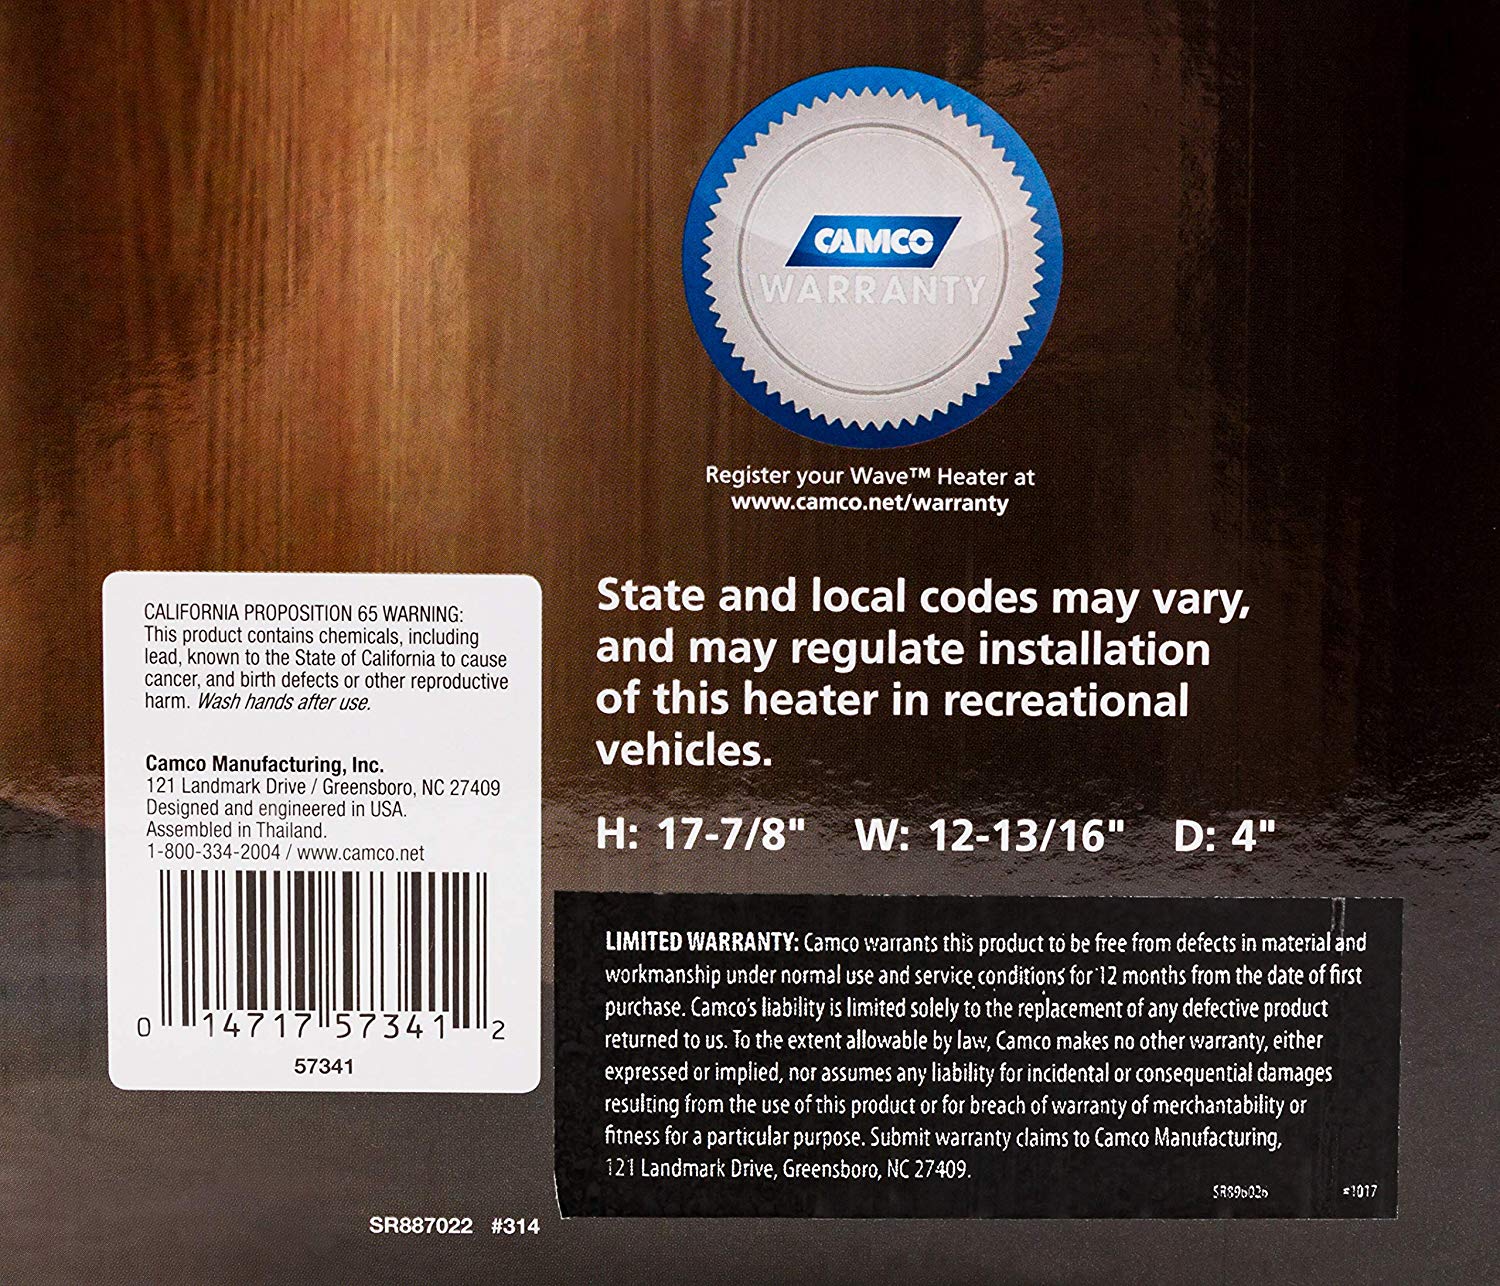 CAMCO
WARRANTY
Register your Wave™ Heater at
www.camco.net/warranty
State and local codes may vary,
and may regulate installation
of this heater in recreational
vehicles.
H: 17-7/8" W: 12-13/16" D: 4"
CALIFORNIA PROPOSITION 65 WARNING:
This product contains chemicals, including
lead, known to the State of California to cause
cancer, and birth defects or other reproductive
harm. Wash hands after use.
Camco Manufacturing, Inc.
121 Landmark Drive / Greensboro, NC 27409
Designed and engineered in USA.
Assembled in Thailand.
1-800-334-2004 / www.camco.net
0 14717 57341 2
57341
LIMITED WARRANTY: Camco warrants this product to be free from defects in material and
workmanship under normal use and service conditions for 12 months from the date of first
purchase. Camco's liability is limited solely to the replacement of any defective product
returned to us. To the extent allowable by law, Camco makes no other warranty, either
expressed or implied, nor assumes any liability for incidental or consequential damages
resulting from the use of this product or for breach of warranty of merchantability or
fitness for a particular purpose. Submit warranty claims to Camco Manufacturing,
121 Landmark Drive, Greensboro, NC 27409.
#1017
SR887022 #314